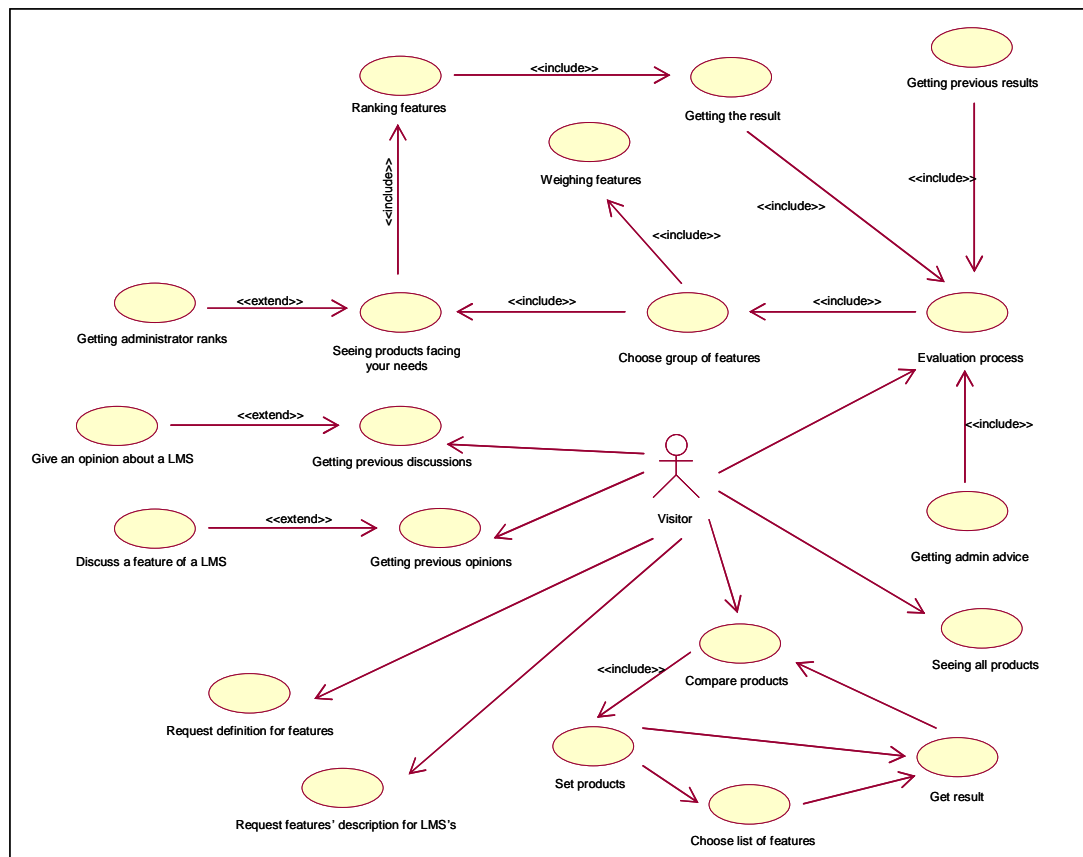 <<include>>
Getting previous results
Ranking features
Getting the result
<<include>>
Weighing features
<<include>>
<<include>>
<<include>>
<<extend>>
<<include>>
<<include>>
Getting administrator ranks
Seeing products facing
your needs
Choose group of features
Evaluation process
<<extend>>
<<include>>
Give an opinion about a LMS
Getting previous discussions
Visitor
<<extend>>
Discuss a feature of a LMS
Getting previous opinions
Getting admin advice
<<include>>
Compare products
Seeing all products
Request definition for features
Set products
Get result
Request features' description for LMS's
Choose list of features